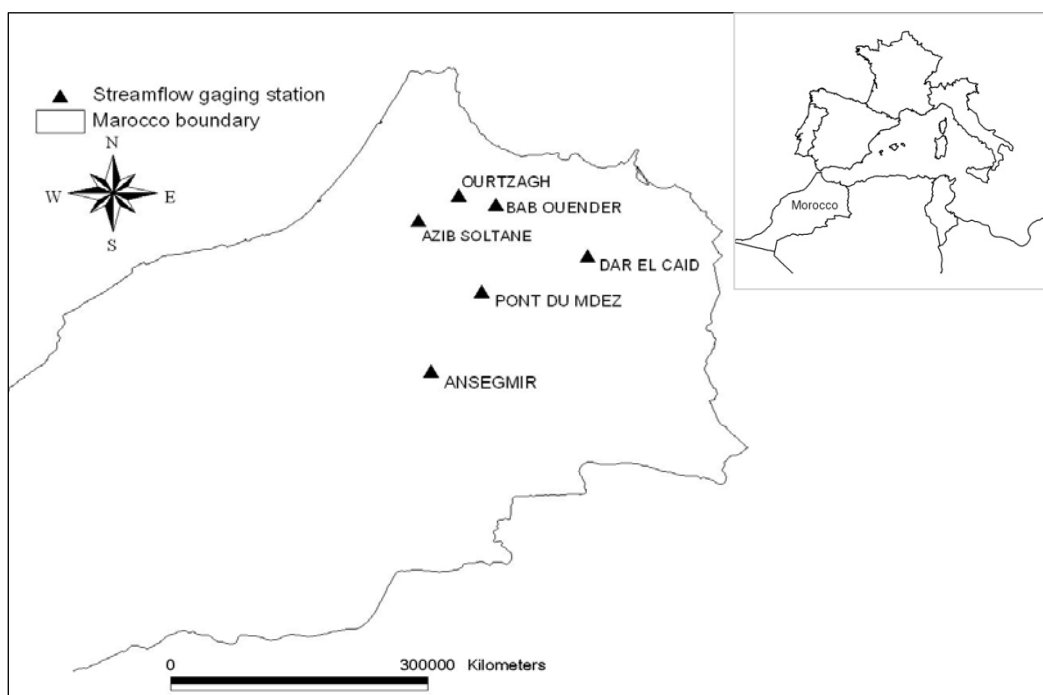 Streamflow gaging station
Marocco boundary
N
W E
S
OURTZAGH
BAB OUENDER
AZIB SOLTANE
DAR EL CAID
PONT DU MDEZ
ANSEGMIR
0 300000 Kilometers
Morocco